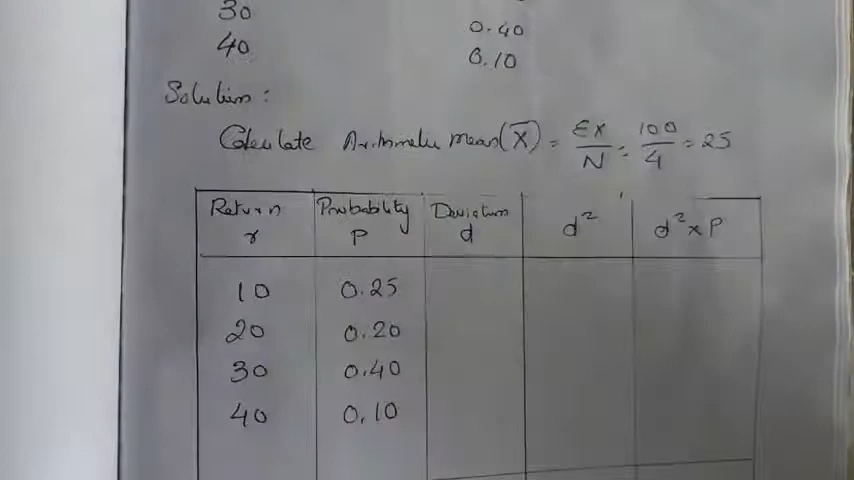 30
0.40
40
0.10
Solution:
Calculate Arithmetic mean (X̄) = ΣX/N = 100/4 = 25
Return Probability Deviation d² d²xP
r P d
10 0.25
20 0.20
30 0.40
40 0.10